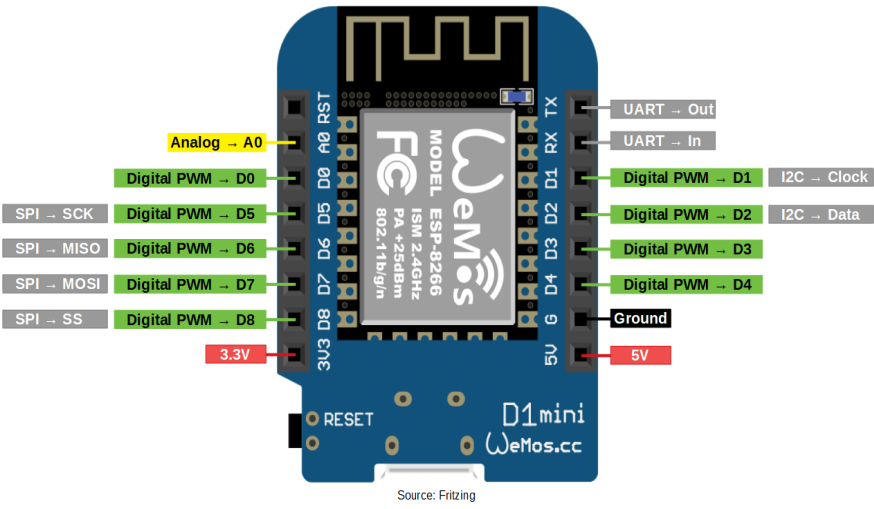 RST
TX
UART → Out
Analog → A0
A0
RX
UART → In
Digital PWM → D0
D0
D1
Digital PWM → D1
I2C → Clock
SPI → SCK
Digital PWM → D5
D5
D2
Digital PWM → D2
I2C → Data
SPI → MISO
Digital PWM → D6
D6
D3
Digital PWM → D3
SPI → MOSI
Digital PWM → D7
D7
D4
Digital PWM → D4
SPI → SS
Digital PWM → D8
D8
G
Ground
3.3V
3V3
5V
5V
WeMos
FC
MODEL ESP-8266
ISM 2.4GHz
PA +25dBm
802.11b/g/n
RESET
D1mini
WeMos.cc
Source: Fritzing